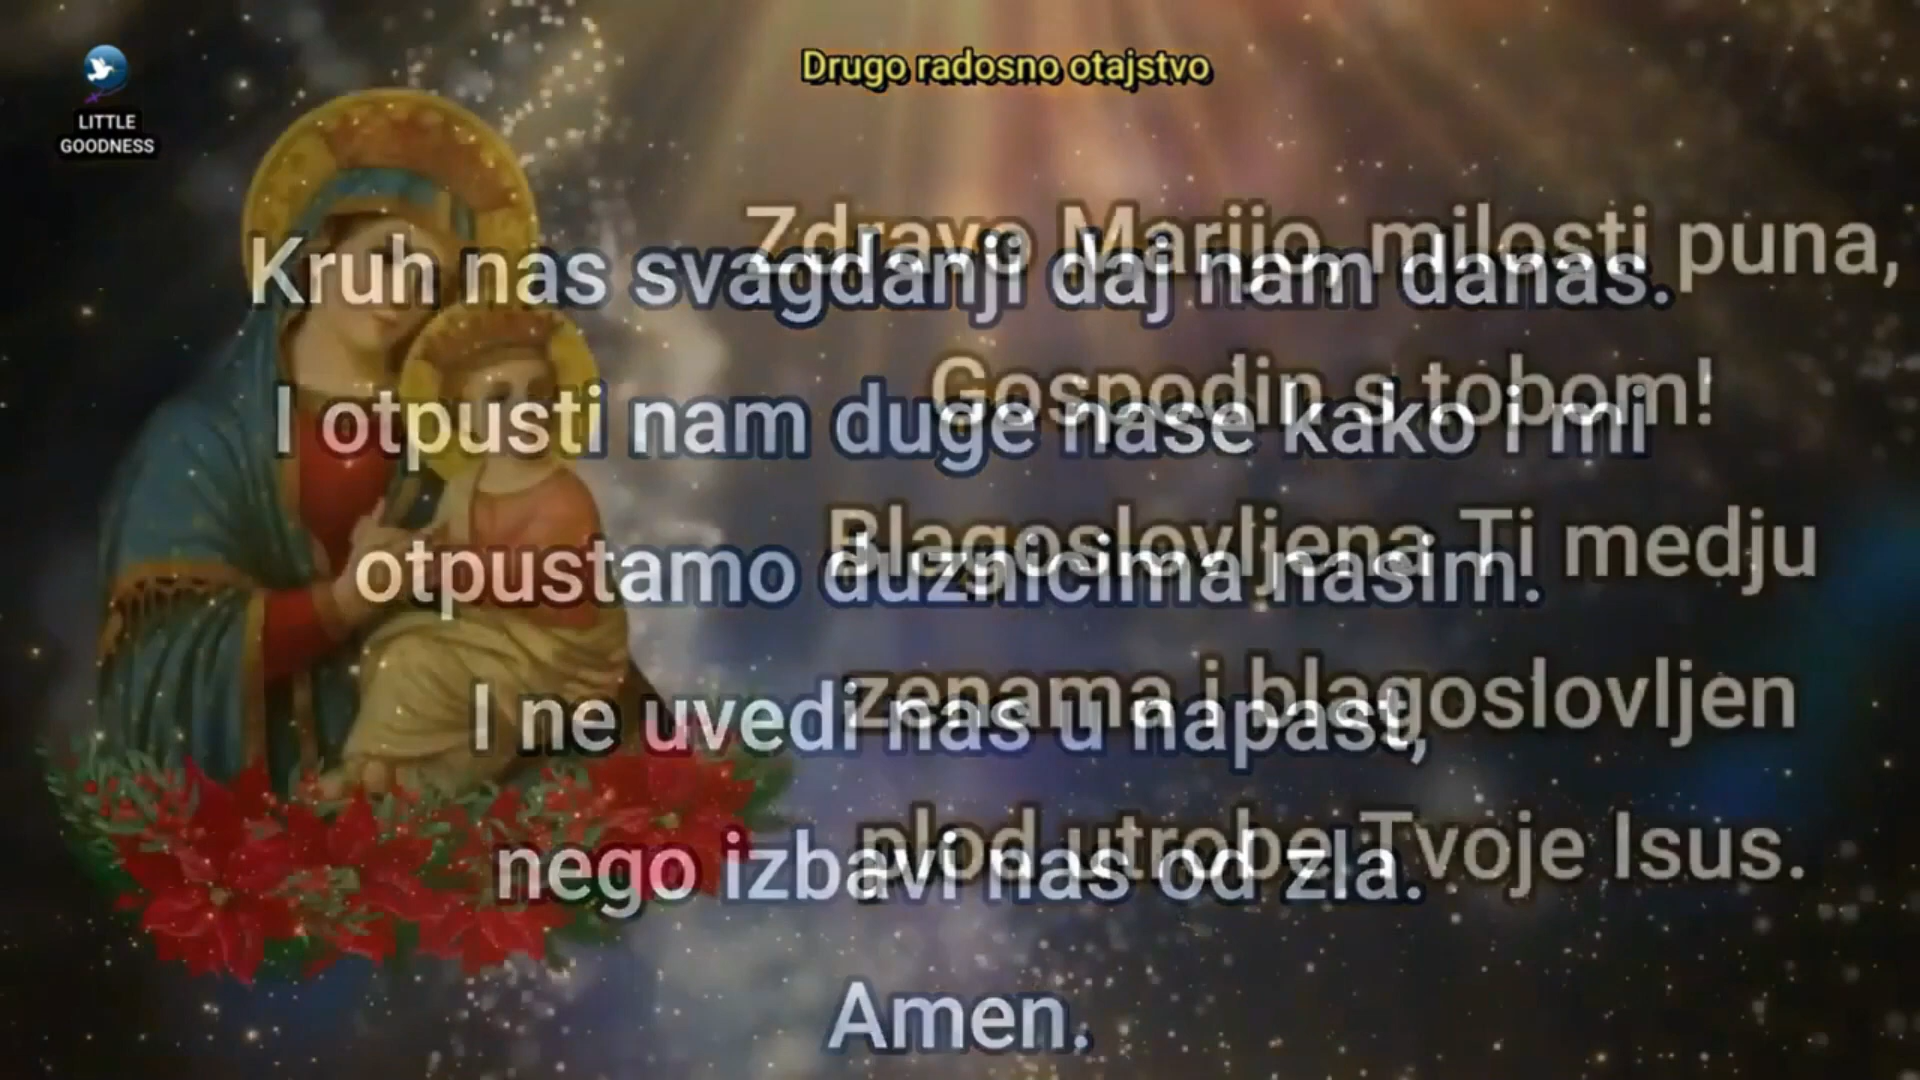 LITTLE
GOODNESS
Drugo radosno otajstvo
Kruh nas svagdanji daj nam danas.
I otpusti nam duge nase kako i mi
otpustamo duznicima nasim.
I ne uvedi nas u napast,
nego izbavi nas od zla.
Amen.
Zdravo Marijo, milosti puna,
Gospodin s tobom!
Blagoslovljena Ti medju
zenama i blagoslovljen
plod utrobe Tvoje Isus.